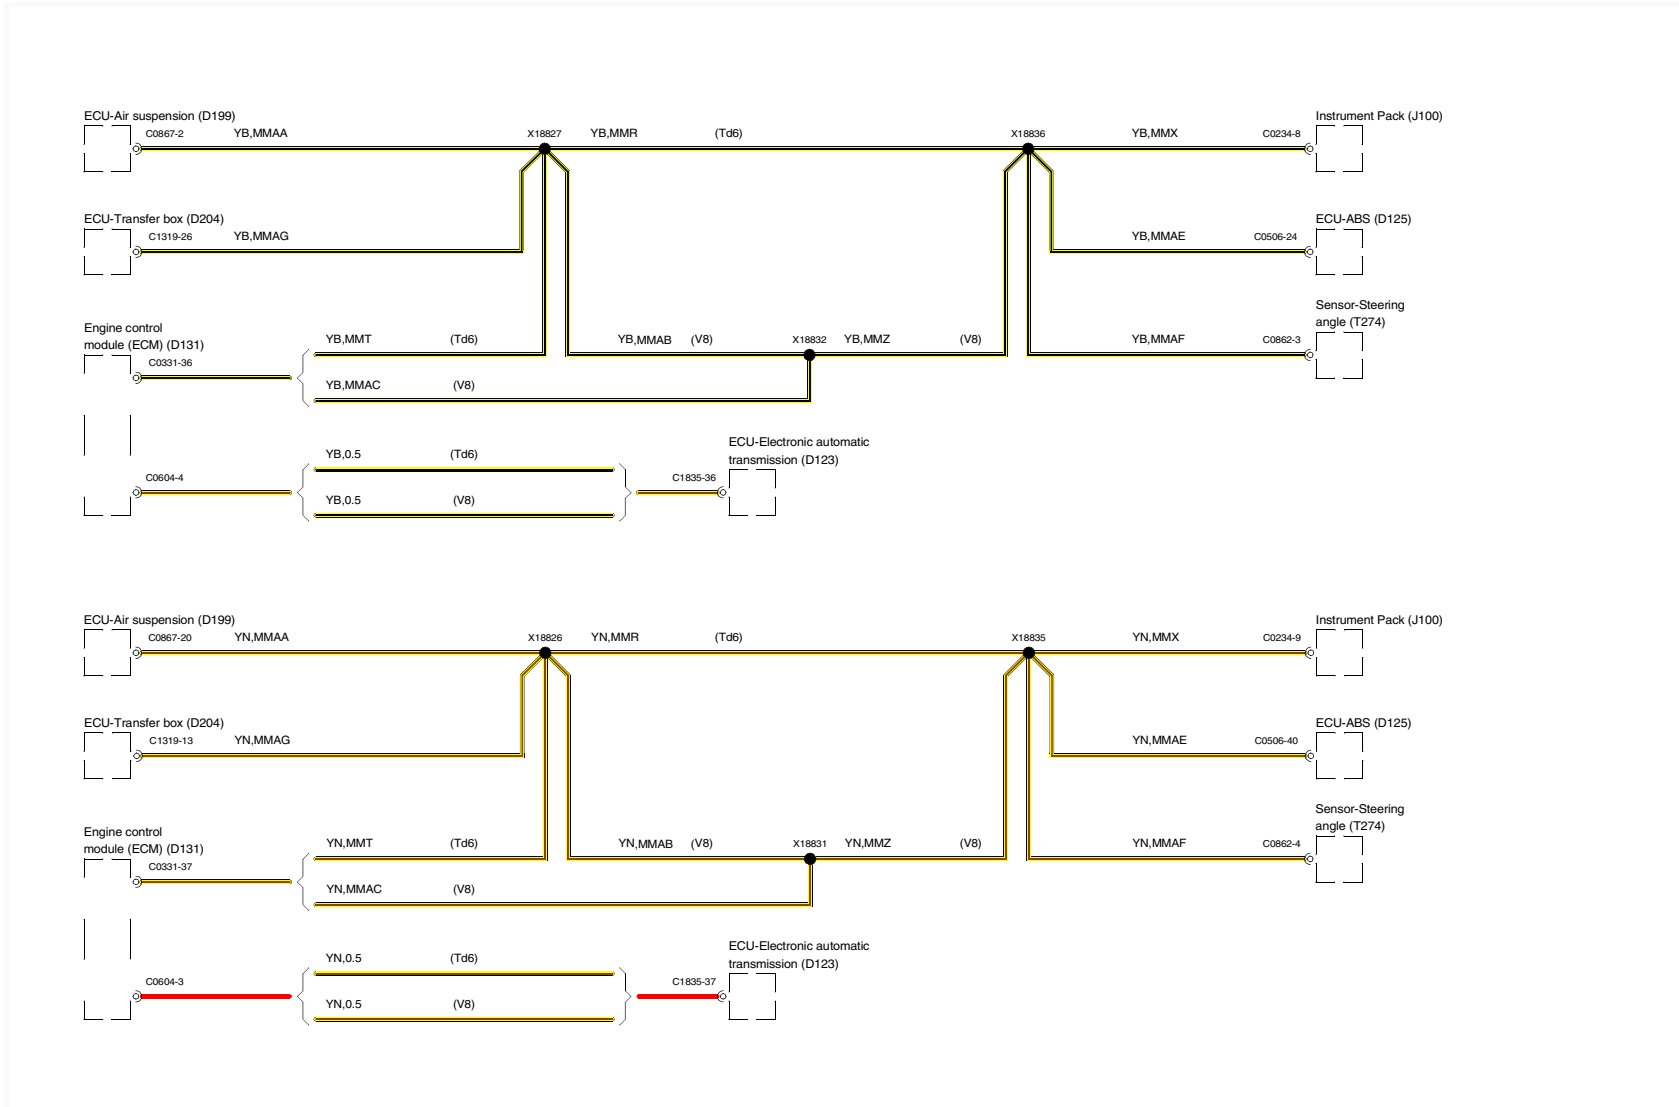 ECU-Air suspension (D199)
Instrument Pack (J100)
C0867-2
YB,MMAA
X18827
YB,MMR
(Td6)
X18836
YB,MMX
C0234-8
ECU-Transfer box (D204)
ECU-ABS (D125)
C1319-26
YB,MMAG
YB,MMAE
C0506-24
Sensor-Steering
angle (T274)
Engine control
module (ECM) (D131)
C0331-36
YB,MMT
(Td6)
YB,MMAB
(V8)
X18832
YB,MMZ
(V8)
YB,MMAF
C0862-3
YB,MMAC
(V8)
ECU-Electronic automatic
transmission (D123)
C0604-4
YB,0.5
(Td6)
C1835-36
YB,0.5
(V8)
ECU-Air suspension (D199)
Instrument Pack (J100)
C0867-20
YN,MMAA
X18826
YN,MMR
(Td6)
X18835
YN,MMX
C0234-9
ECU-Transfer box (D204)
ECU-ABS (D125)
C1319-13
YN,MMAG
YN,MMAE
C0506-40
Sensor-Steering
angle (T274)
Engine control
module (ECM) (D131)
C0331-37
YN,MMT
(Td6)
YN,MMAB
(V8)
X18831
YN,MMZ
(V8)
YN,MMAF
C0862-4
YN,MMAC
(V8)
ECU-Electronic automatic
transmission (D123)
C0604-3
YN,0.5
(Td6)
C1835-37
YN,0.5
(V8)